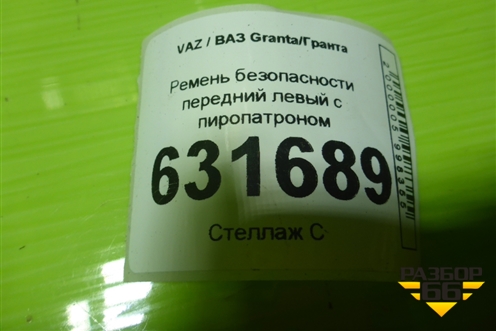 VAZ / ВАЗ Granta/Гранта
Ремень безопасности
передний левый с
пиропатроном
631689
Стеллаж С
РАЗБОР
66